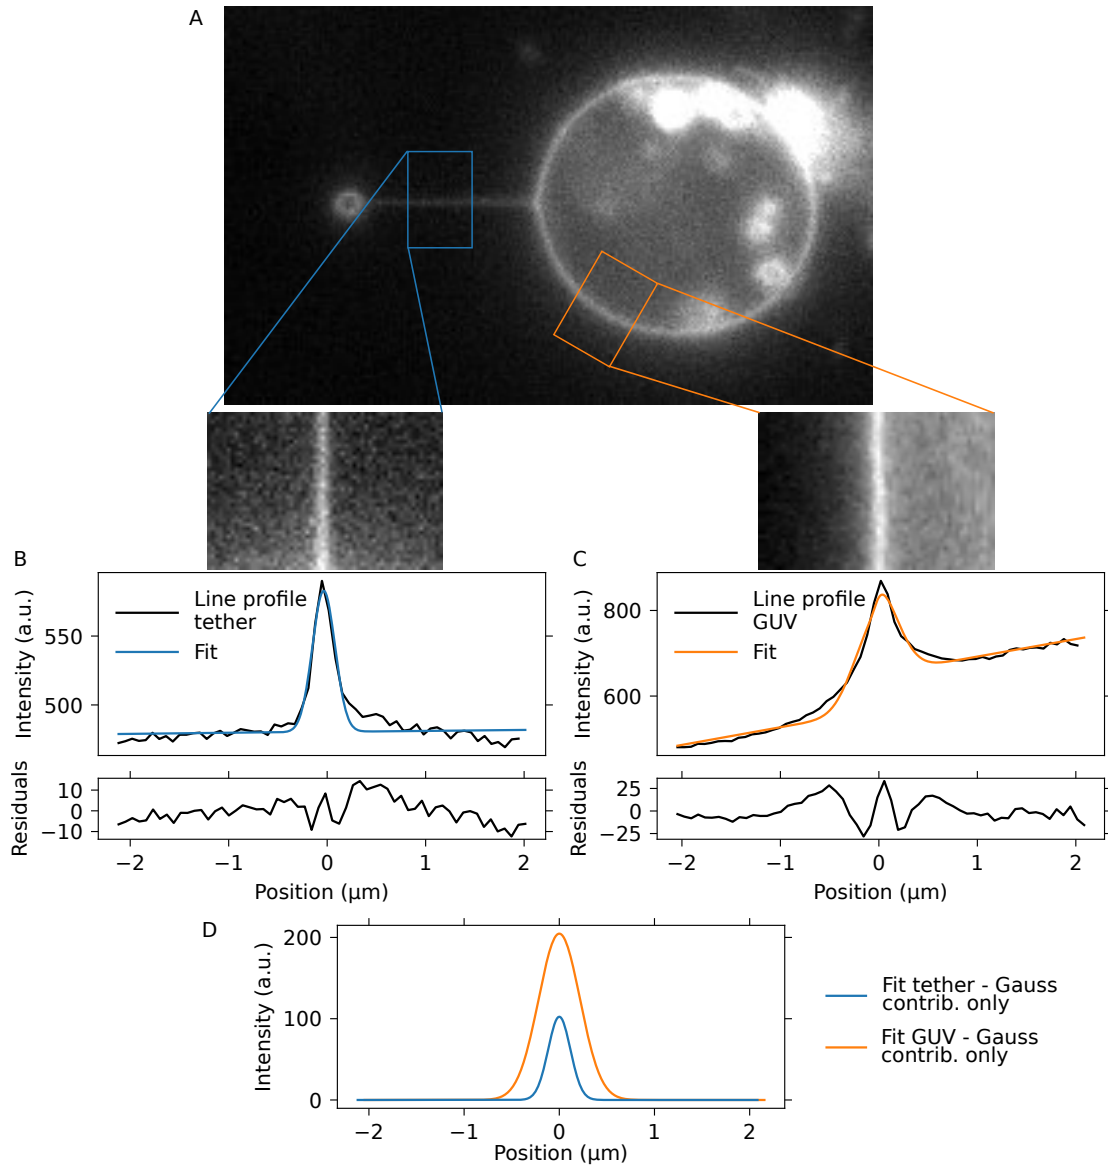 A
B
C
Line profile
tether
Fit
Intensity (a.u.)
550
500
Residuals
10
0
−10
−2
−1
0
1
2
Position (μm)
Line profile
GUV
Fit
Intensity (a.u.)
800
600
Residuals
25
0
−25
−2
−1
0
1
2
Position (μm)
D
Intensity (a.u.)
200
100
0
−2
−1
0
1
2
Position (μm)
Fit tether - Gauss
contrib. only
Fit GUV - Gauss
contrib. only